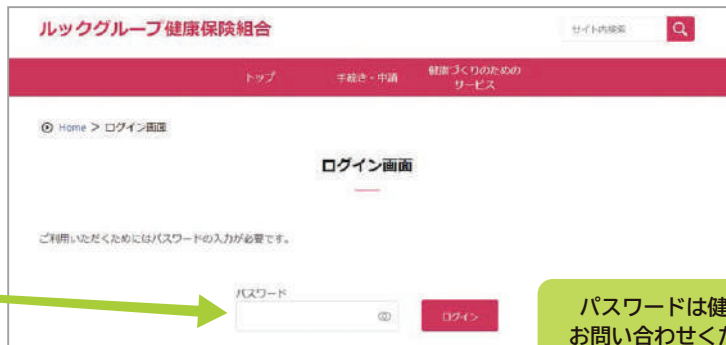 ルックグループ健康保険組合
サイト内検索
トップ
手続き・申請
健康づくりのための
サービス
Home > ログイン画面
ログイン画面
ご利用いただくためにはパスワードの入力が必要です。
パスワード
ログイン
パスワードは健
お問い合わせくだ